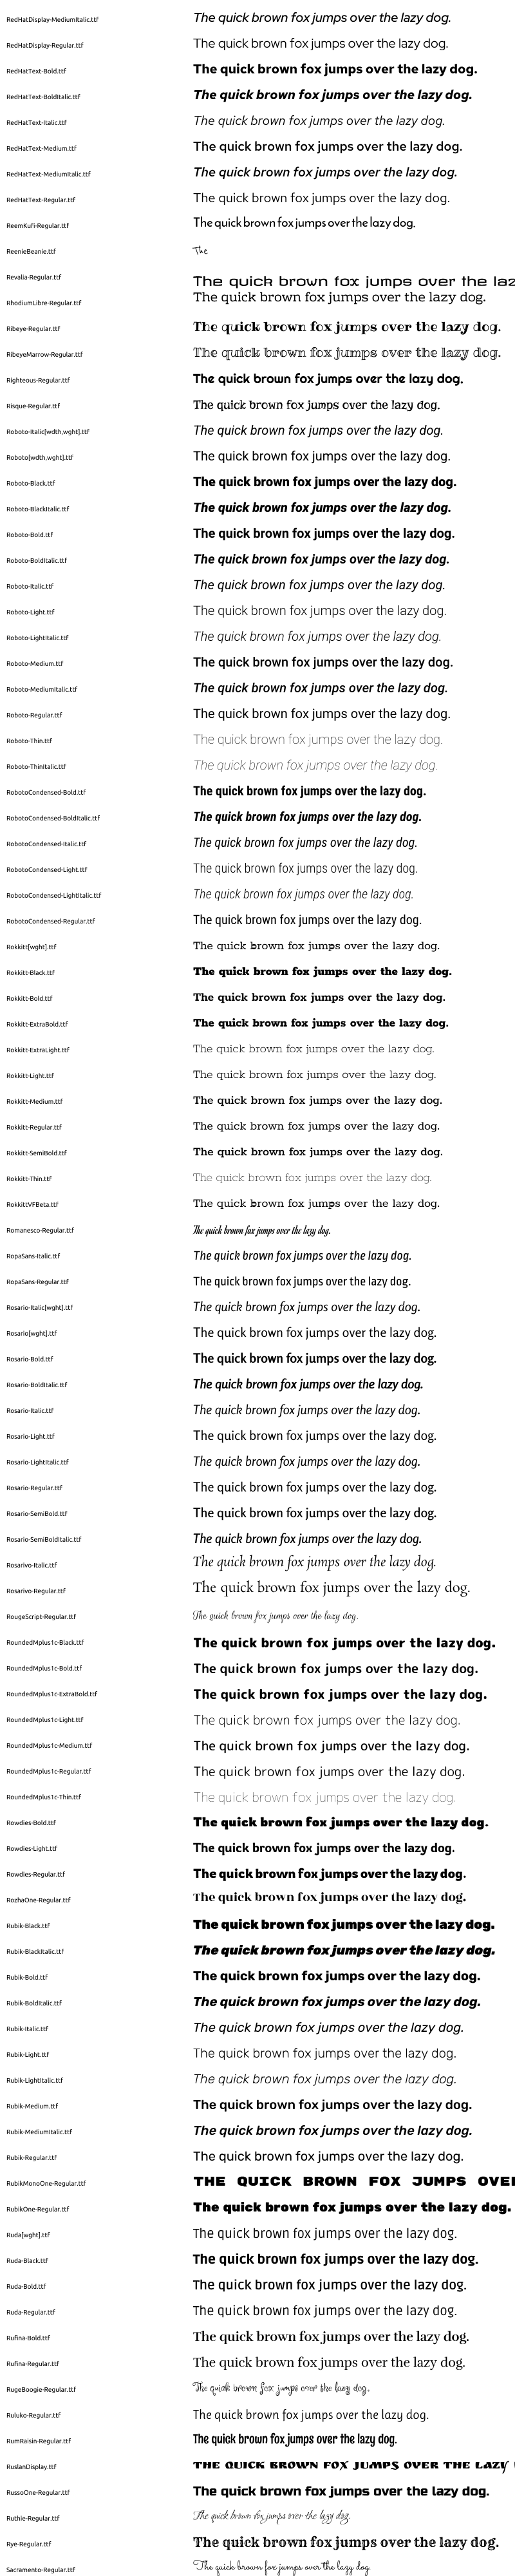 RedHatDisplay-MediumItalic.ttf The quick brown fox jumps over the lazy dog.
RedHatDisplay-Regular.ttf The quick brown fox jumps over the lazy dog.
RedHatText-Bold.ttf The quick brown fox jumps over the lazy dog.
RedHatText-BoldItalic.ttf The quick brown fox jumps over the lazy dog.
RedHatText-Italic.ttf The quick brown fox jumps over the lazy dog.
RedHatText-Medium.ttf The quick brown fox jumps over the lazy dog.
RedHatText-MediumItalic.ttf The quick brown fox jumps over the lazy dog.
RedHatText-Regular.ttf The quick brown fox jumps over the lazy dog.
ReemKufi-Regular.ttf The quick brown fox jumps over the lazy dog.
ReenieBeanie.ttf The
Revalia-Regular.ttf The quick brown fox jumps over the laz
RhodiumLibre-Regular.ttf The quick brown fox jumps over the lazy dog.
Ribeye-Regular.ttf The quick brown fox jumps over the lazy dog.
RibeyeMarrow-Regular.ttf The quick brown fox jumps over the lazy dog.
Righteous-Regular.ttf The quick brown fox jumps over the lazy dog.
Risque-Regular.ttf The quick brown fox jumps over the lazy dog.
Roboto-Italic[wdth,wght].ttf The quick brown fox jumps over the lazy dog.
Roboto[wdth,wght].ttf The quick brown fox jumps over the lazy dog.
Roboto-Black.ttf The quick brown fox jumps over the lazy dog.
Roboto-BlackItalic.ttf The quick brown fox jumps over the lazy dog.
Roboto-Bold.ttf The quick brown fox jumps over the lazy dog.
Roboto-BoldItalic.ttf The quick brown fox jumps over the lazy dog.
Roboto-Italic.ttf The quick brown fox jumps over the lazy dog.
Roboto-Light.ttf The quick brown fox jumps over the lazy dog.
Roboto-LightItalic.ttf The quick brown fox jumps over the lazy dog.
Roboto-Medium.ttf The quick brown fox jumps over the lazy dog.
Roboto-MediumItalic.ttf The quick brown fox jumps over the lazy dog.
Roboto-Regular.ttf The quick brown fox jumps over the lazy dog.
Roboto-Thin.ttf The quick brown fox jumps over the lazy dog.
Roboto-ThinItalic.ttf The quick brown fox jumps over the lazy dog.
RobotoCondensed-Bold.ttf The quick brown fox jumps over the lazy dog.
RobotoCondensed-BoldItalic.ttf The quick brown fox jumps over the lazy dog.
RobotoCondensed-Italic.ttf The quick brown fox jumps over the lazy dog.
RobotoCondensed-Light.ttf The quick brown fox jumps over the lazy dog.
RobotoCondensed-LightItalic.ttf The quick brown fox jumps over the lazy dog.
RobotoCondensed-Regular.ttf The quick brown fox jumps over the lazy dog.
Rokkitt[wght].ttf The quick brown fox jumps over the lazy dog.
Rokkitt-Black.ttf The quick brown fox jumps over the lazy dog.
Rokkitt-Bold.ttf The quick brown fox jumps over the lazy dog.
Rokkitt-ExtraBold.ttf The quick brown fox jumps over the lazy dog.
Rokkitt-ExtraLight.ttf The quick brown fox jumps over the lazy dog.
Rokkitt-Light.ttf The quick brown fox jumps over the lazy dog.
Rokkitt-Medium.ttf The quick brown fox jumps over the lazy dog.
Rokkitt-Regular.ttf The quick brown fox jumps over the lazy dog.
Rokkitt-SemiBold.ttf The quick brown fox jumps over the lazy dog.
Rokkitt-Thin.ttf The quick brown fox jumps over the lazy dog.
RokkittVFBeta.ttf The quick brown fox jumps over the lazy dog.
Romanesco-Regular.ttf The quick brown fox jumps over the lazy dog.
RopaSans-Italic.ttf The quick brown fox jumps over the lazy dog.
RopaSans-Regular.ttf The quick brown fox jumps over the lazy dog.
Rosario-Italic[wght].ttf The quick brown fox jumps over the lazy dog.
Rosario[wght].ttf The quick brown fox jumps over the lazy dog.
Rosario-Bold.ttf The quick brown fox jumps over the lazy dog.
Rosario-BoldItalic.ttf The quick brown fox jumps over the lazy dog.
Rosario-Italic.ttf The quick brown fox jumps over the lazy dog.
Rosario-Light.ttf The quick brown fox jumps over the lazy dog.
Rosario-LightItalic.ttf The quick brown fox jumps over the lazy dog.
Rosario-Regular.ttf The quick brown fox jumps over the lazy dog.
Rosario-SemiBold.ttf The quick brown fox jumps over the lazy dog.
Rosario-SemiBoldItalic.ttf The quick brown fox jumps over the lazy dog.
Rosarivo-Italic.ttf The quick brown fox jumps over the lazy dog.
Rosarivo-Regular.ttf The quick brown fox jumps over the lazy dog.
RougeScript-Regular.ttf The quick brown fox jumps over the lazy dog.
RoundedMplus1c-Black.ttf The quick brown fox jumps over the lazy dog.
RoundedMplus1c-Bold.ttf The quick brown fox jumps over the lazy dog.
RoundedMplus1c-ExtraBold.ttf The quick brown fox jumps over the lazy dog.
RoundedMplus1c-Light.ttf The quick brown fox jumps over the lazy dog.
RoundedMplus1c-Medium.ttf The quick brown fox jumps over the lazy dog.
RoundedMplus1c-Regular.ttf The quick brown fox jumps over the lazy dog.
RoundedMplus1c-Thin.ttf The quick brown fox jumps over the lazy dog.
Rowdies-Bold.ttf The quick brown fox jumps over the lazy dog.
Rowdies-Light.ttf The quick brown fox jumps over the lazy dog.
Rowdies-Regular.ttf The quick brown fox jumps over the lazy dog.
RozhaOne-Regular.ttf The quick brown fox jumps over the lazy dog.
Rubik-Black.ttf The quick brown fox jumps over the lazy dog.
Rubik-BlackItalic.ttf The quick brown fox jumps over the lazy dog.
Rubik-Bold.ttf The quick brown fox jumps over the lazy dog.
Rubik-BoldItalic.ttf The quick brown fox jumps over the lazy dog.
Rubik-Italic.ttf The quick brown fox jumps over the lazy dog.
Rubik-Light.ttf The quick brown fox jumps over the lazy dog.
Rubik-LightItalic.ttf The quick brown fox jumps over the lazy dog.
Rubik-Medium.ttf The quick brown fox jumps over the lazy dog.
Rubik-MediumItalic.ttf The quick brown fox jumps over the lazy dog.
Rubik-Regular.ttf The quick brown fox jumps over the lazy dog.
RubikMonoOne-Regular.ttf THE QUICK BROWN FOX JUMPS OVE
RubikOne-Regular.ttf The quick brown fox jumps over the lazy dog.
Ruda[wght].ttf The quick brown fox jumps over the lazy dog.
Ruda-Black.ttf The quick brown fox jumps over the lazy dog.
Ruda-Bold.ttf The quick brown fox jumps over the lazy dog.
Ruda-Regular.ttf The quick brown fox jumps over the lazy dog.
Rufina-Bold.ttf The quick brown fox jumps over the lazy dog.
Rufina-Regular.ttf The quick brown fox jumps over the lazy dog.
RugeBoogie-Regular.ttf The quick brown fox jumps over the lazy dog.
Ruluko-Regular.ttf The quick brown fox jumps over the lazy dog.
RumRaisin-Regular.ttf The quick brown fox jumps over the lazy dog.
RuslanDisplay.ttf THE QUICK BROWN FOX JUMPS OVER THE LAZY
RussoOne-Regular.ttf The quick brown fox jumps over the lazy dog.
Ruthie-Regular.ttf The quick brown fox jumps over the lazy dog.
Rye-Regular.ttf The quick brown fox jumps over the lazy dog.
Sacramento-Regular.ttf The quick brown fox jumps over the lazy dog.